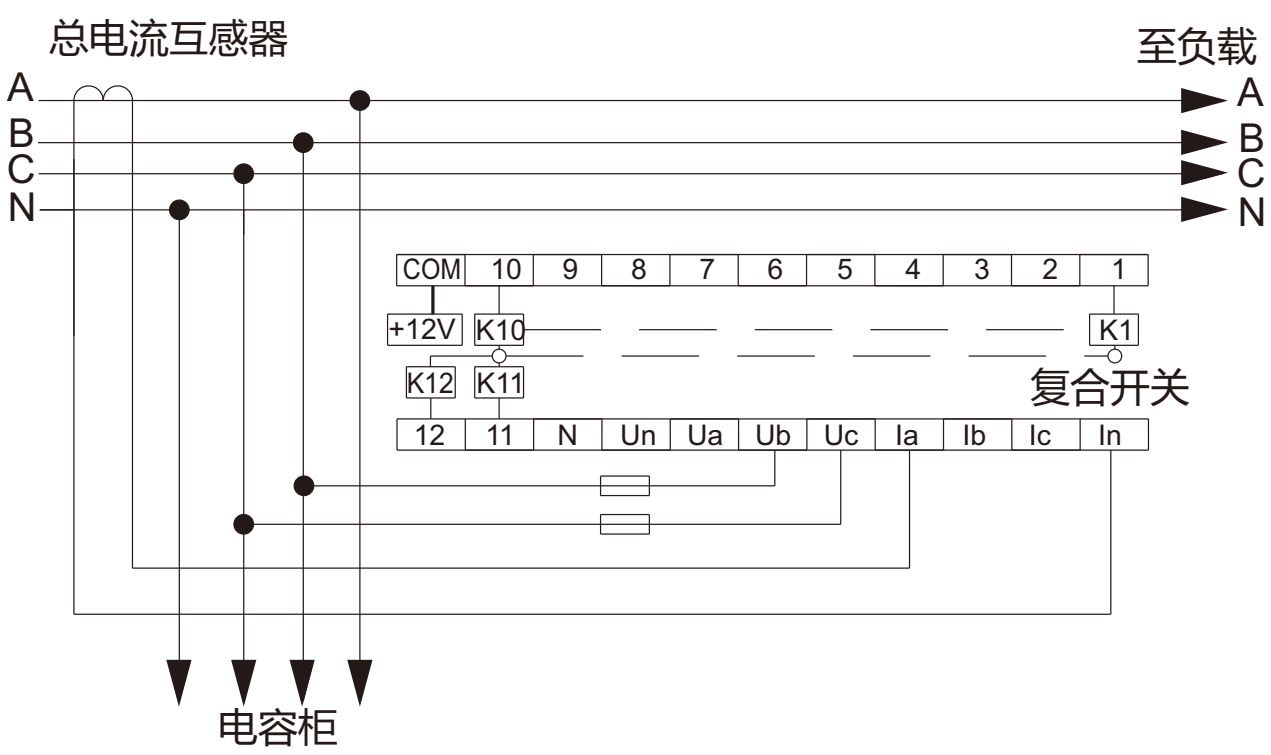 总电流互感器
至负载
A A
B B
C C
N N
COM 10 9 8 7 6 5 4 3 2 1
+12V K10 K1
K12 K11 复合开关
12 11 N Un Ua Ub Uc Ia Ib Ic In
电容柜